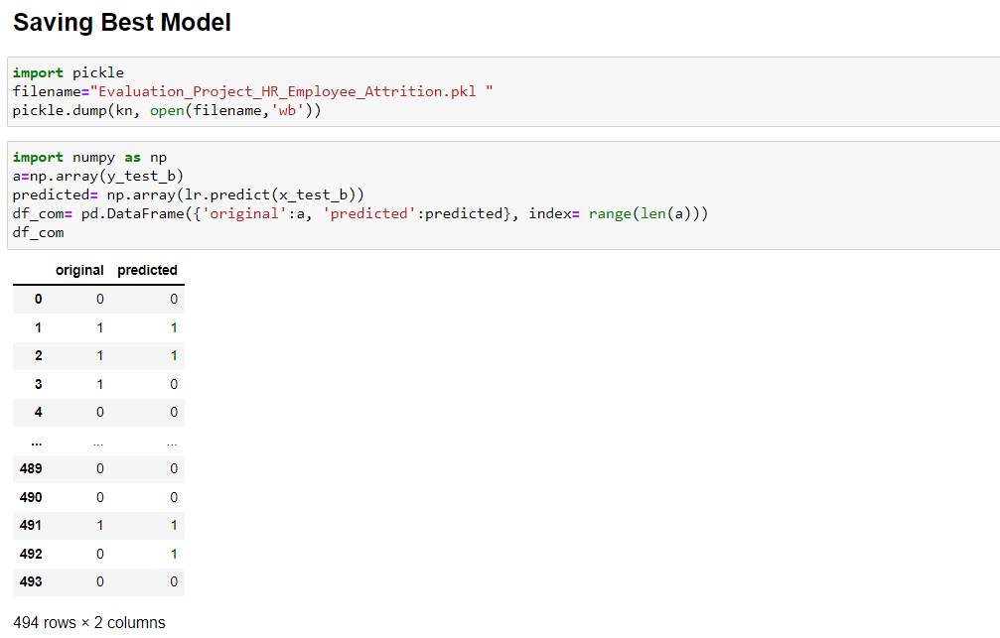 Saving Best Model
import pickle
filename="Evaluation_Project_HR_Employee_Attrition.pkl "
pickle.dump(kn, open(filename,'wb'))
import numpy as np
a=np.array(y_test_b)
predicted= np.array(lr.predict(x_test_b))
df_com= pd.DataFrame({'original':a, 'predicted':predicted}, index= range(len(a)))
df_com
original predicted
0 0 0
1 1 1
2 1 1
3 1 0
4 0 0
... ... ...
489 0 0
490 0 0
491 1 1
492 0 1
493 0 0
494 rows × 2 columns